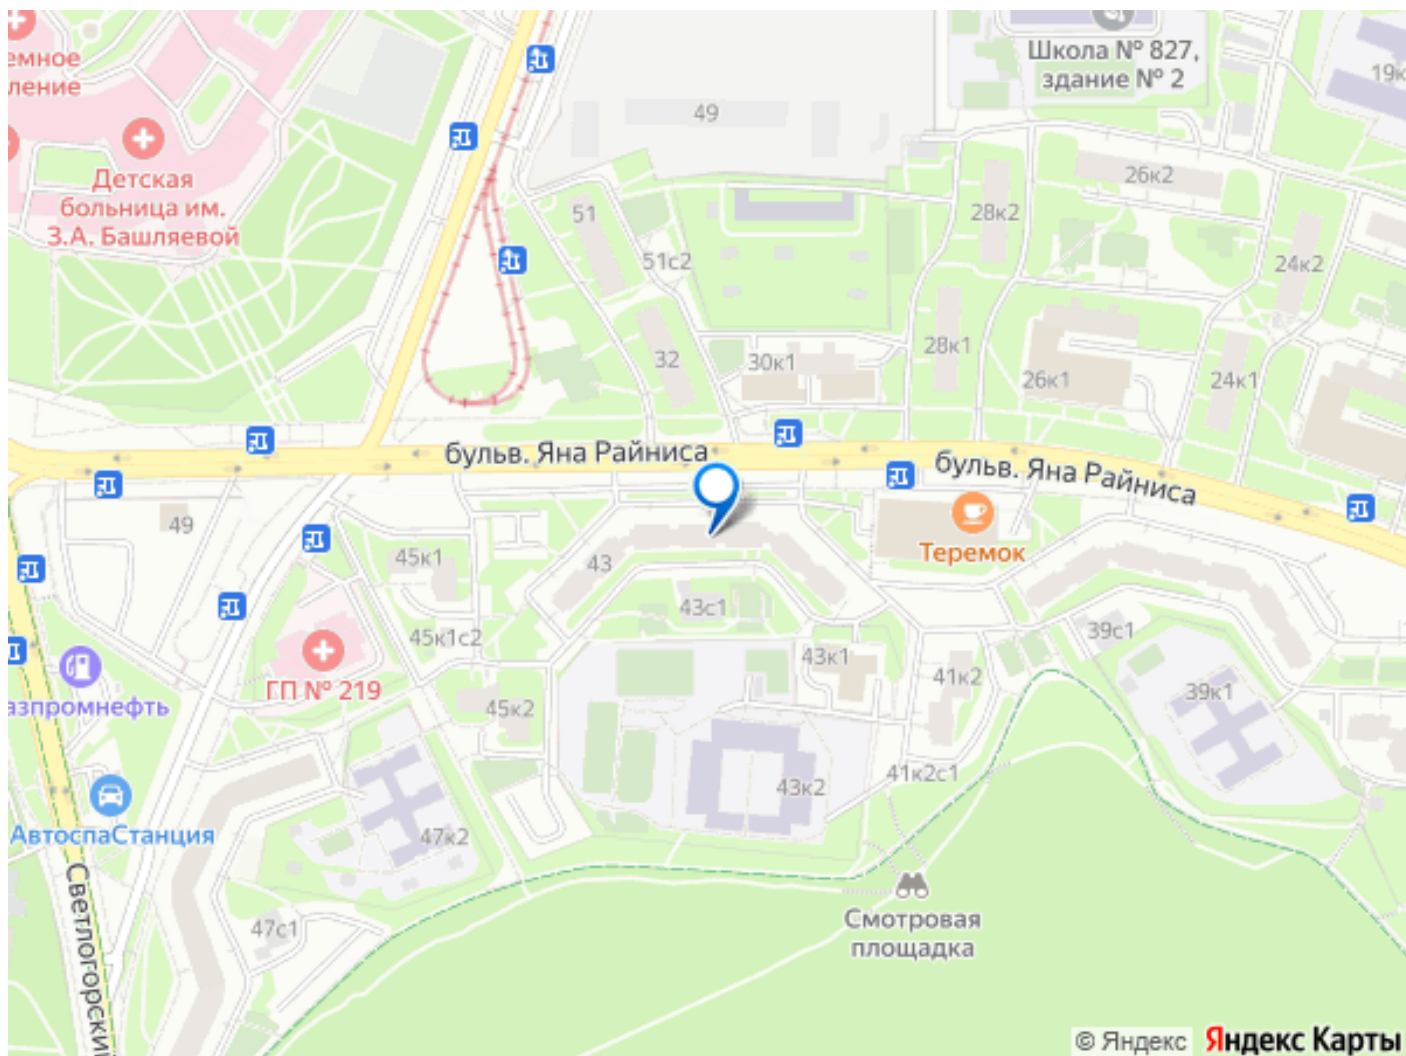 емное
ление
Школа № 827,
здание № 2
19к
49
Детская
больница им.
З.А. Башляевой
26к2
51
28к2
51с2
24к2
32
30к1
28к1
26к1
24к1
бульв. Яна Райниса
бульв. Яна Райниса
49
45к1
43
Теремок
43с1
45к1с2
39с1
43к1
41к2
ГП № 219
39к1
азпромнефть
45к2
41к2с1
43к2
АвтоспаСтанция
47к2
Светлогорский
47с1
Смотровая
площадка
© Яндекс Яндекс Карты